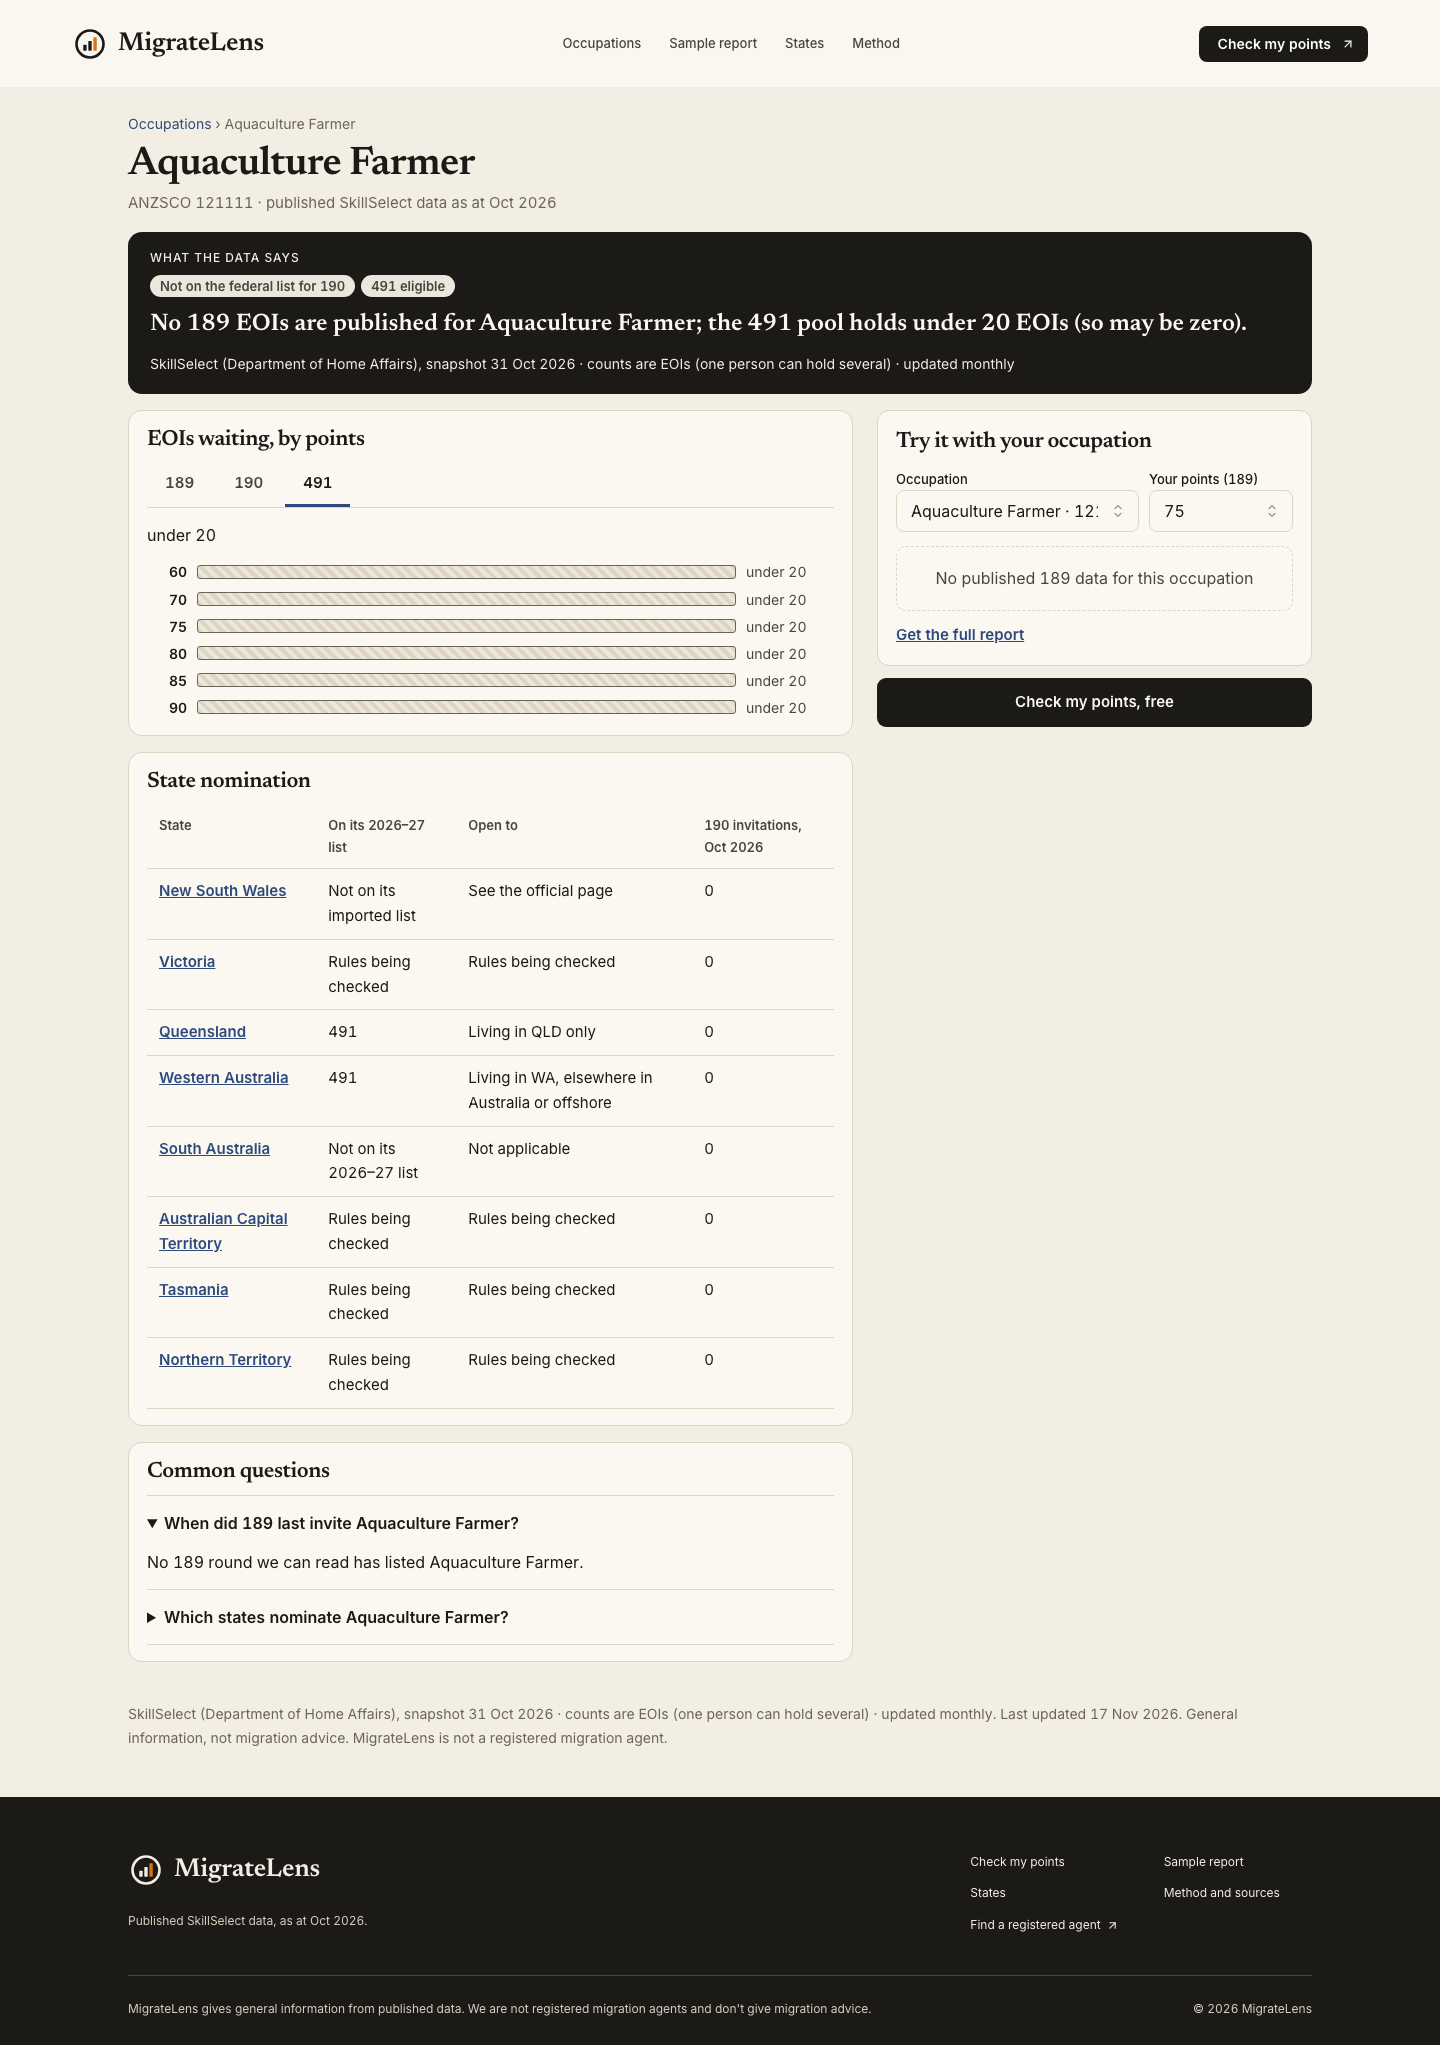 MigrateLens
Occupations
Sample report
States
Method
Check my points
Occupations › Aquaculture Farmer
Aquaculture Farmer
ANZSCO 121111 · published SkillSelect data as at Oct 2026
WHAT THE DATA SAYS
Not on the federal list for 190
491 eligible
No 189 EOIs are published for Aquaculture Farmer; the 491 pool holds under 20 EOIs (so may be zero).
SkillSelect (Department of Home Affairs), snapshot 31 Oct 2026 · counts are EOIs (one person can hold several) · updated monthly
EOIs waiting, by points
189
190
491
under 20
60 under 20
70 under 20
75 under 20
80 under 20
85 under 20
90 under 20
Try it with your occupation
Occupation
Your points (189)
Aquaculture Farmer · 12
75
No published 189 data for this occupation
Get the full report
Check my points, free
State nomination
State
On its 2026–27
list
Open to
190 invitations,
Oct 2026
New South Wales
Not on its
imported list
See the official page
0
Victoria
Rules being
checked
Rules being checked
0
Queensland
491
Living in QLD only
0
Western Australia
491
Living in WA, elsewhere in
Australia or offshore
0
South Australia
Not on its
2026–27 list
Not applicable
0
Australian Capital
Territory
Rules being
checked
Rules being checked
0
Tasmania
Rules being
checked
Rules being checked
0
Northern Territory
Rules being
checked
Rules being checked
0
Common questions
When did 189 last invite Aquaculture Farmer?
No 189 round we can read has listed Aquaculture Farmer.
Which states nominate Aquaculture Farmer?
SkillSelect (Department of Home Affairs), snapshot 31 Oct 2026 · counts are EOIs (one person can hold several) · updated monthly. Last updated 17 Nov 2026. General
information, not migration advice. MigrateLens is not a registered migration agent.
MigrateLens
Published SkillSelect data, as at Oct 2026.
Check my points
Sample report
States
Method and sources
Find a registered agent
MigrateLens gives general information from published data. We are not registered migration agents and don't give migration advice.
© 2026 MigrateLens